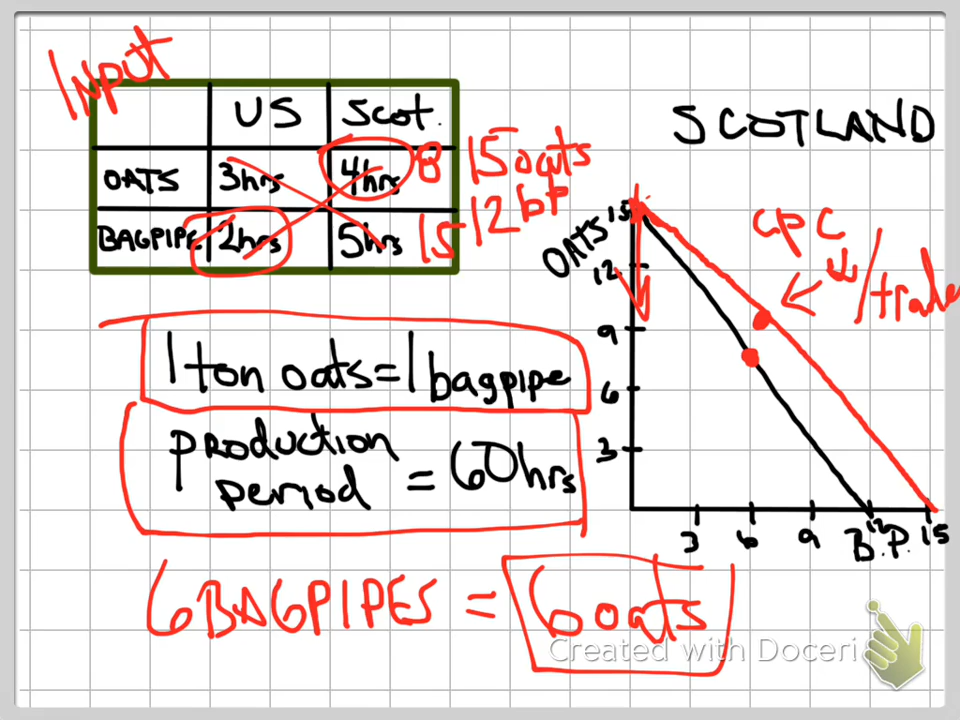 Input
US Scot.
OATS 3hrs 4hrs 8 15 oats
BAGPIPE 2hrs 5hrs 15 12 bp
1 ton oats = 1 bagpipe
production
period = 60 hrs
6 BAGPIPES = 6 oats
SCOTLAND
CPC
w/trade
OATS
15
12
9
6
3
3 6 9 12 15
B.P.
Created with Doceri